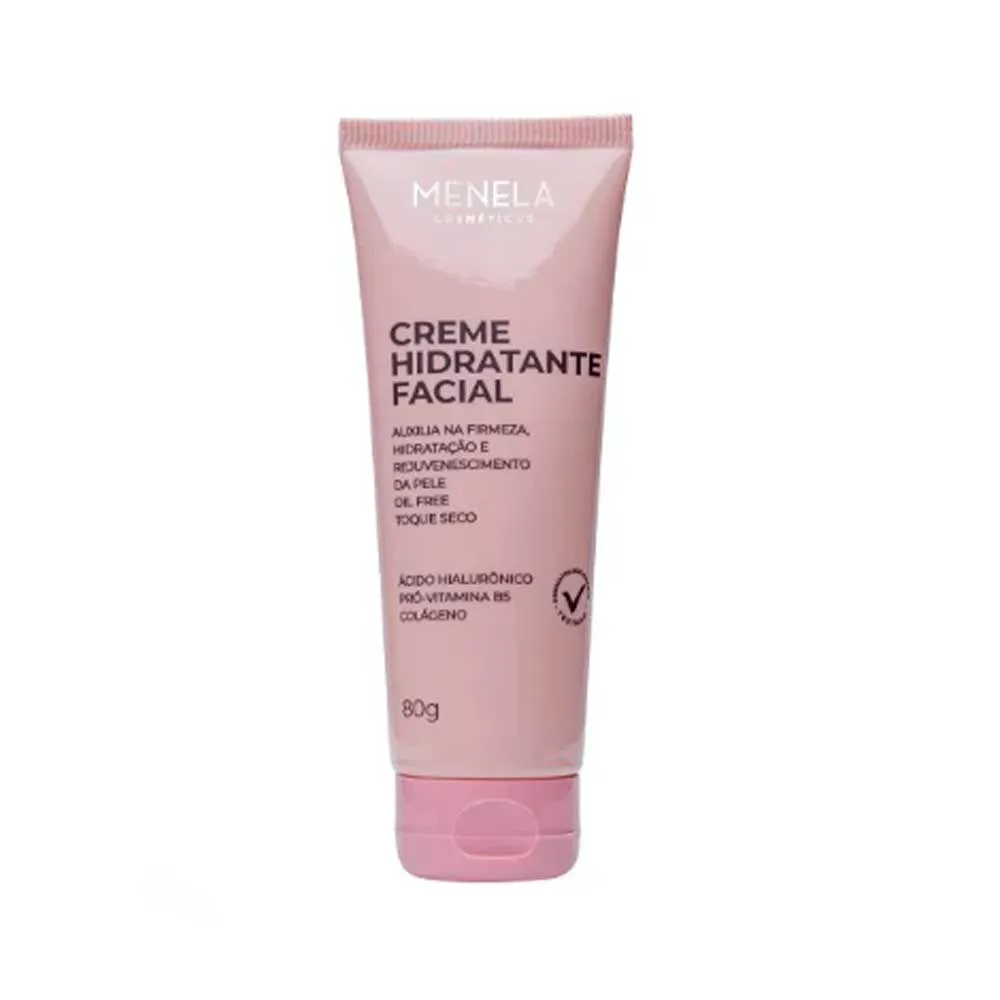 MENELA
COSMÉTICOS
CREME
HIDRATANTE
FACIAL
AUXILIA NA FIRMEZA,
HIDRATAÇÃO E
REJUVENESCIMENTO
DA PELE
OIL FREE
TOQUE SECO
ÁCIDO HIALURÔNICO
PRÓ-VITAMINA B5
COLÁGENO
80g